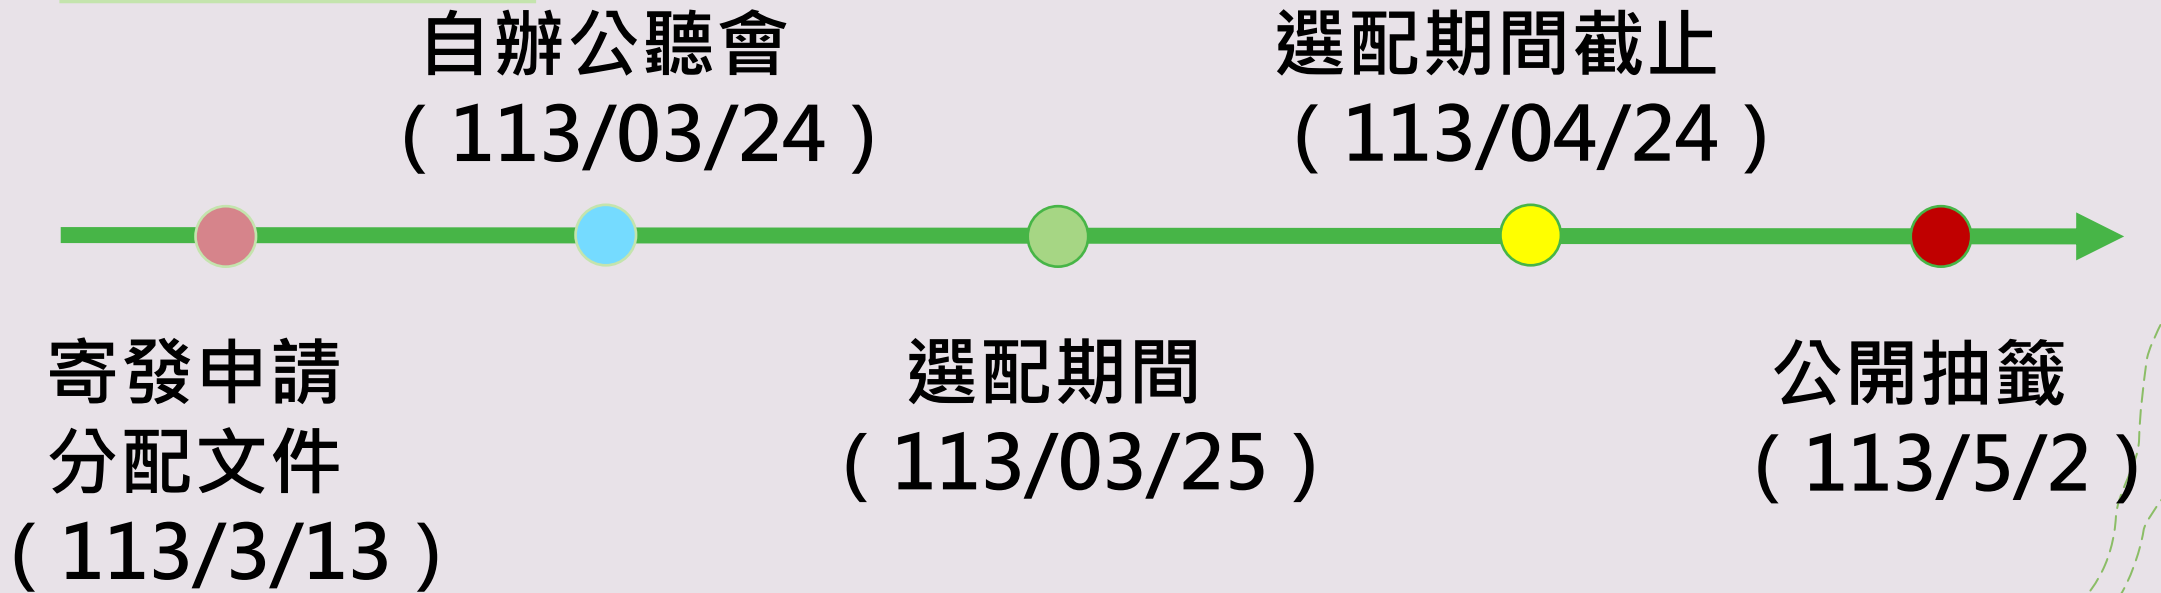 自辦公聽會
（113/03/24）
選配期間截止
（113/04/24）
寄發申請
分配文件
（113/3/13）
選配期間
（113/03/25）
公開抽籤
（113/5/2）